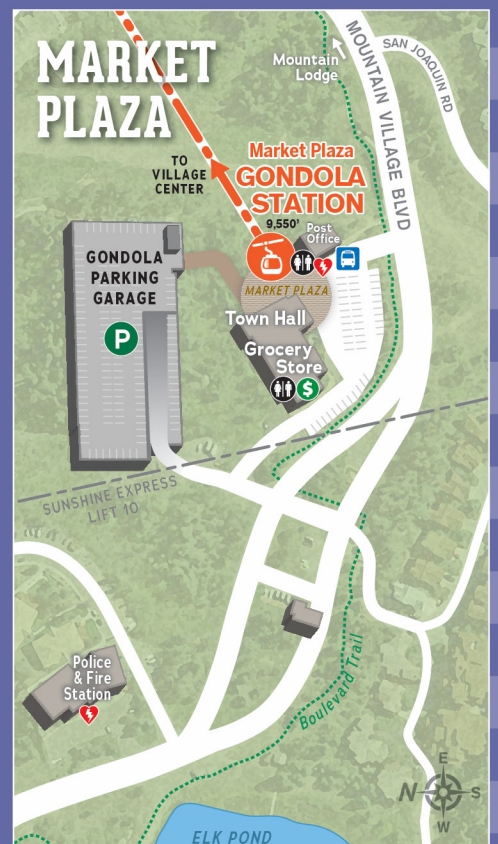 MARKET
PLAZA
Mountain
Lodge
MOUNTAIN VILLAGE BLVD
SAN JOAQUIN RD
TO
VILLAGE
CENTER
Market Plaza
GONDOLA
STATION
9,550'
Post
Office
GONDOLA
PARKING
GARAGE
P
MARKET PLAZA
Town Hall
Grocery
Store
$
SUNSHINE EXPRESS
LIFT 10
Police
& Fire
Station
Boulevard Trail
E
N
S
W
ELK POND